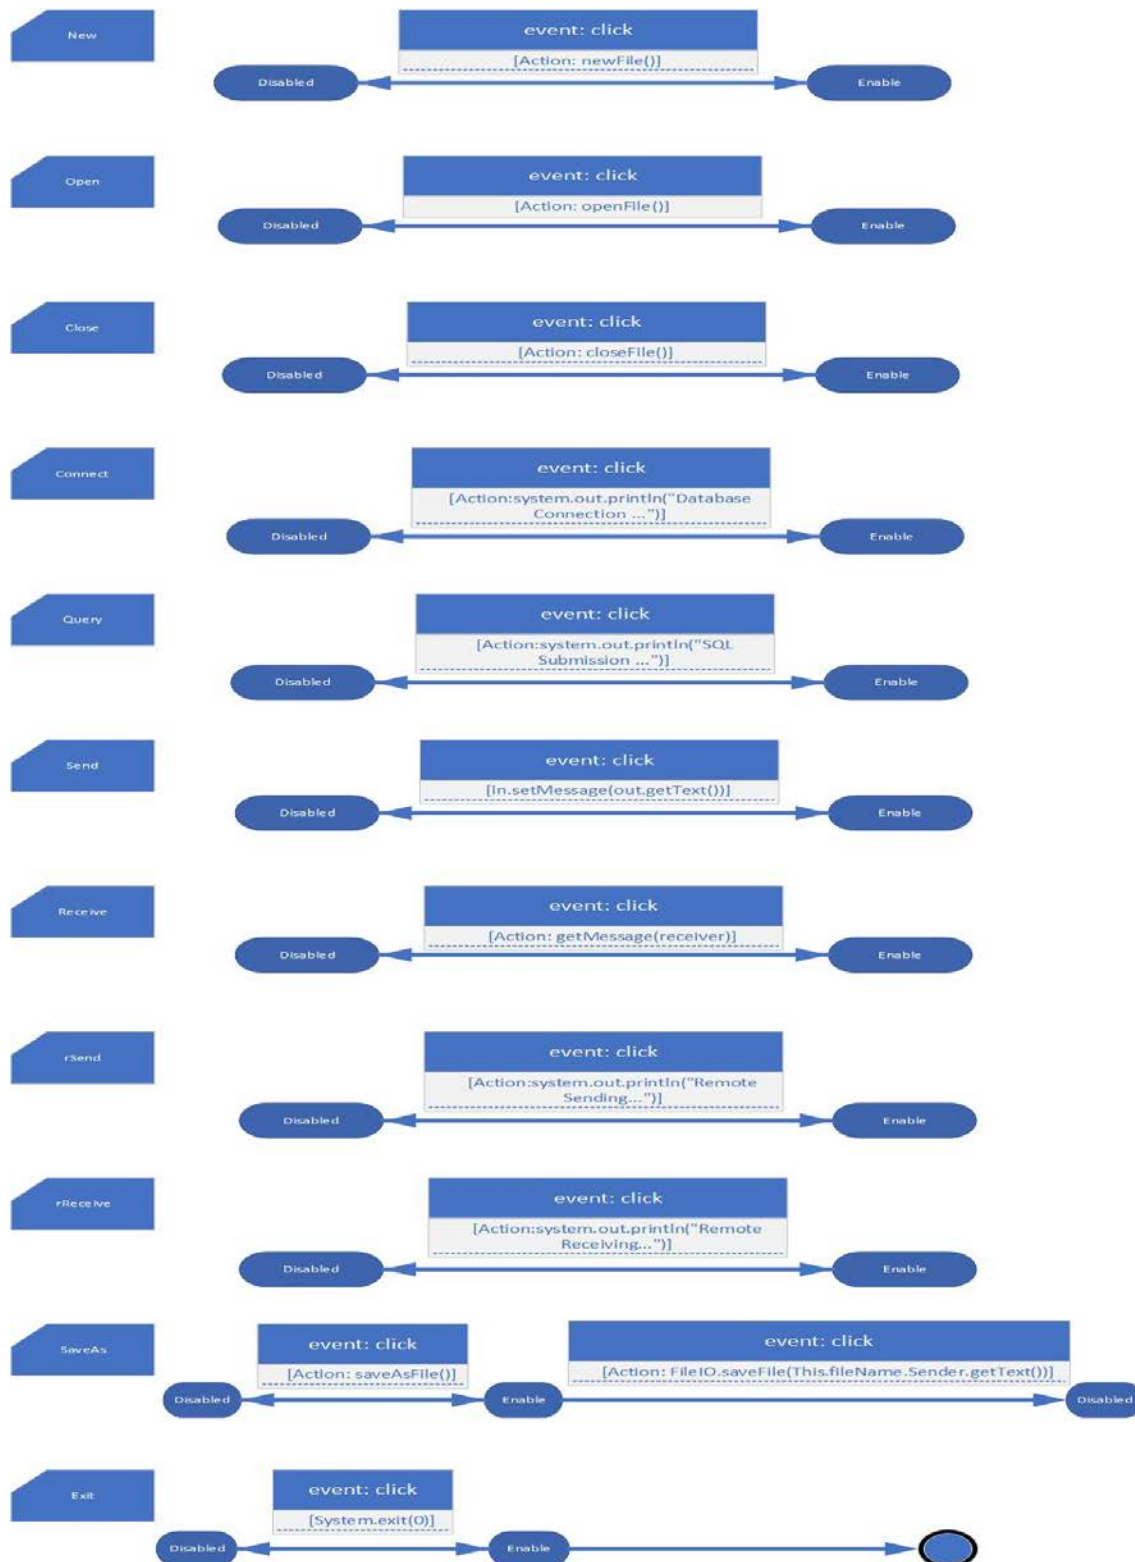 New
event: click
[Action: newFile()]
Disabled
Enable
Open
event: click
[Action: openFile()]
Disabled
Enable
Close
event: click
[Action: closeFile()]
Disabled
Enable
Connect
event: click
[Action:system.out.println("Database
Connection ...")]
Disabled
Enable
Query
event: click
[Action:system.out.println("SQL
Submission ...")]
Disabled
Enable
Send
event: click
[In.setMessage(out.getText())]
Disabled
Enable
Receive
event: click
[Action: getMessage(receiver)]
Disabled
Enable
rSend
event: click
[Action:system.out.println("Remote
Sending...")]
Disabled
Enable
rReceive
event: click
[Action:system.out.println("Remote
Receiving...")]
Disabled
Enable
SaveAs
event: click
[Action: saveAsFile()]
event: click
[Action: FileIO.saveFile(This.fileName.Sender.getText())]
Disabled
Enable
Disabled
Exit
event: click
[System.exit(0)]
Disabled
Enable